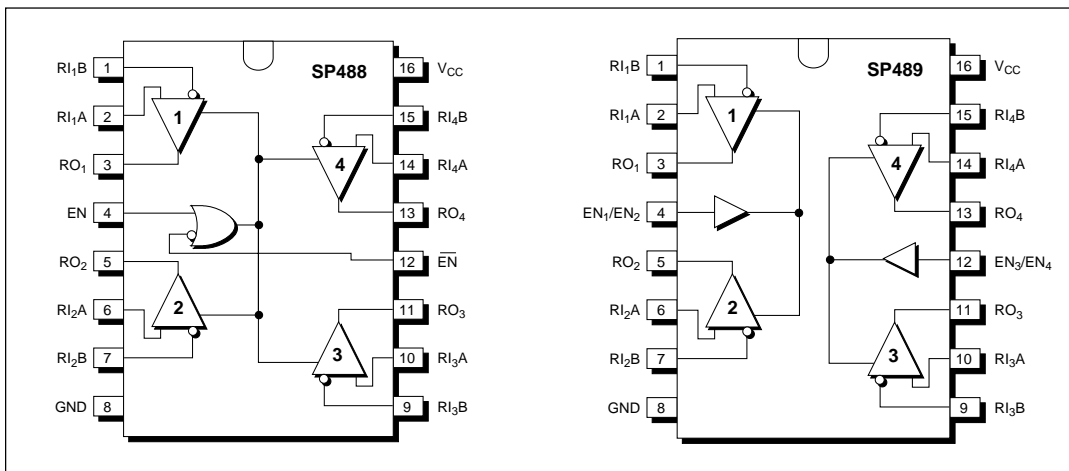 SP488
RI₁B 1
RI₁A 2
RO₁ 3
EN 4
RO₂ 5
RI₂A 6
RI₂B 7
GND 8
16 V_CC
15 RI₄B
14 RI₄A
13 RO₄
12 E̅N̅
11 RO₃
10 RI₃A
9 RI₃B
1
4
2
3
SP489
RI₁B 1
RI₁A 2
RO₁ 3
EN₁/EN₂ 4
RO₂ 5
RI₂A 6
RI₂B 7
GND 8
16 V_CC
15 RI₄B
14 RI₄A
13 RO₄
12 EN₃/EN₄
11 RO₃
10 RI₃A
9 RI₃B
1
4
2
3